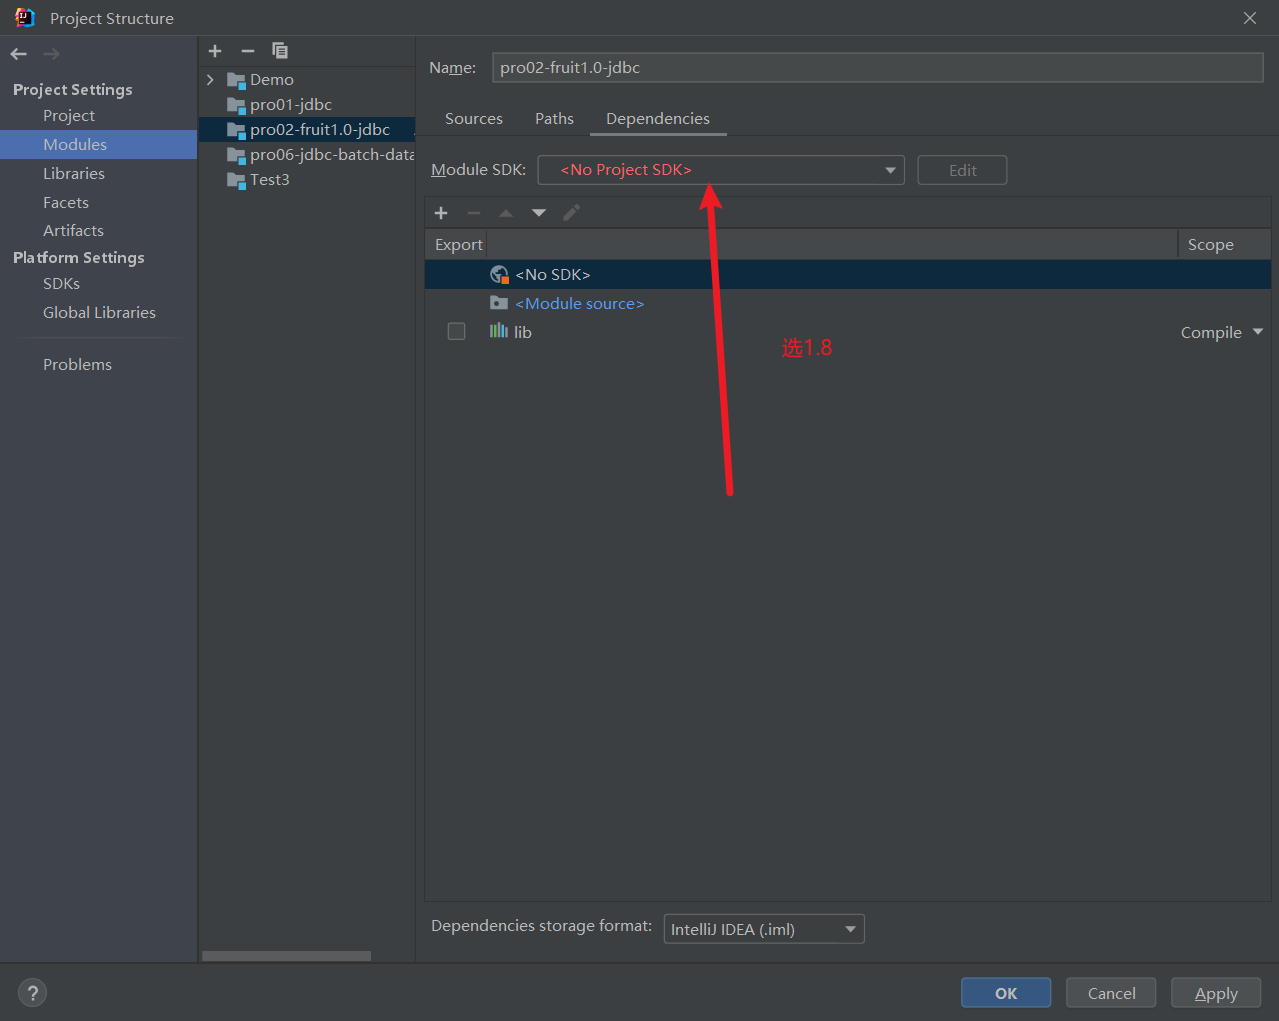 Project Structure
Project Settings
Project
Modules
Libraries
Facets
Artifacts
Platform Settings
SDKs
Global Libraries
Problems
Demo
pro01-jdbc
pro02-fruit1.0-jdbc
pro06-jdbc-batch-data
Test3
Name: pro02-fruit1.0-jdbc
Sources Paths Dependencies
Module SDK: <No Project SDK> Edit
Export Scope
<No SDK>
<Module source>
lib Compile
选1.8
Dependencies storage format: IntelliJ IDEA (.iml)
? OK Cancel Apply